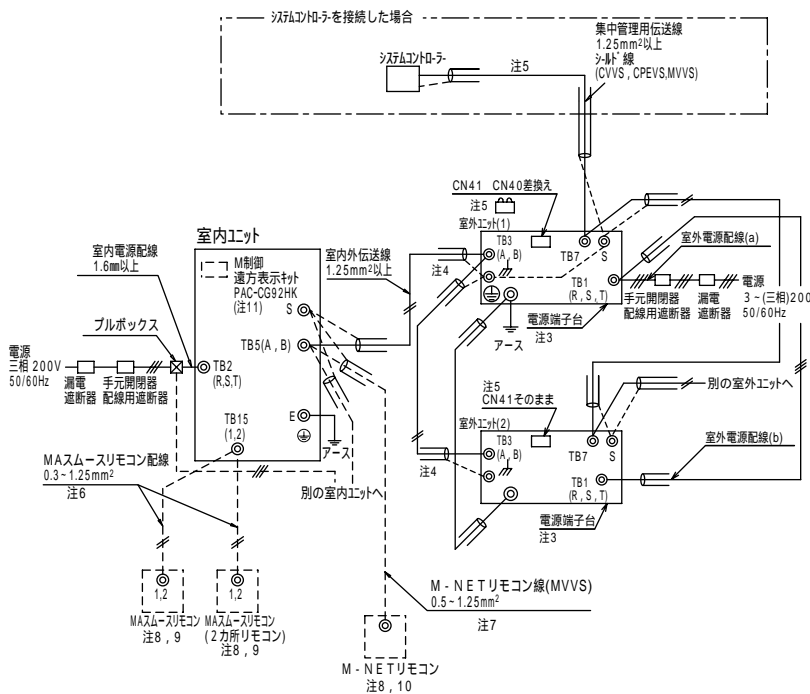 システムコントローラーを接続した場合
システムコントローラー
注5
集中管理用伝送線
1.25mm²以上
シールド線
(CVVS , CPEVS,MVVS)
CN41 CN40差換え
注5
室外ユニット(1)
TB3
(A , B)
TB7
S
TB1
(R , S , T)
電源端子台
注3
アース
室外電源配線(a)
手元開閉器
配線用遮断器
漏電
遮断器
電源
3 ~ (三相)200
50/60Hz
室内ユニット
室内電源配線
1.6㎜以上
プルボックス
電源
三相 200V
50/60Hz
漏電
遮断器
手元開閉器
配線用遮断器
M制御
遠方表示キット
PAC-CG92HK
(注11)
S
TB5(A , B)
TB2
(R,S,T)
TB15
(1,2)
E
アース
室内外伝送線
1.25mm²以上
注4
注4
別の室内ユニットへ
MAスムースリモコン配線
0.3~1.25mm²
注6
注5
CN41そのまま
室外ユニット(2)
TB3
(A , B)
TB7
S
TB1
(R , S , T)
電源端子台
注3
別の室外ユニットへ
室外電源配線(b)
1,2
MAスムースリモコン
注8 , 9
1,2
MAスムースリモコン
(2カ所リモコン)
注8 , 9
M - NETリモコン線(MVVS)
0.5~1.25mm²
注7
M - NETリモコン
注8 , 10